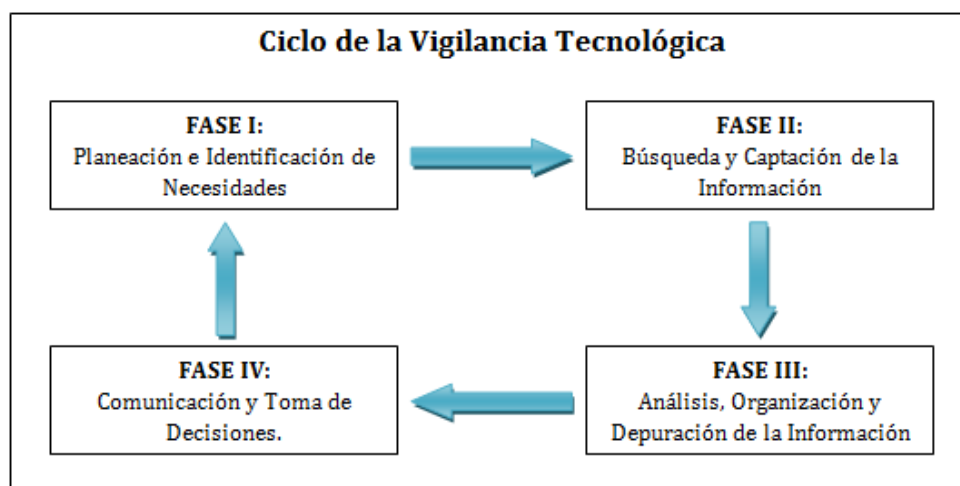 Ciclo de la Vigilancia Tecnológica
FASE I:
Planeación e Identificación de
Necesidades
FASE II:
Búsqueda y Captación de la
Información
FASE III:
Análisis, Organización y
Depuración de la Información
FASE IV:
Comunicación y Toma de
Decisiones.